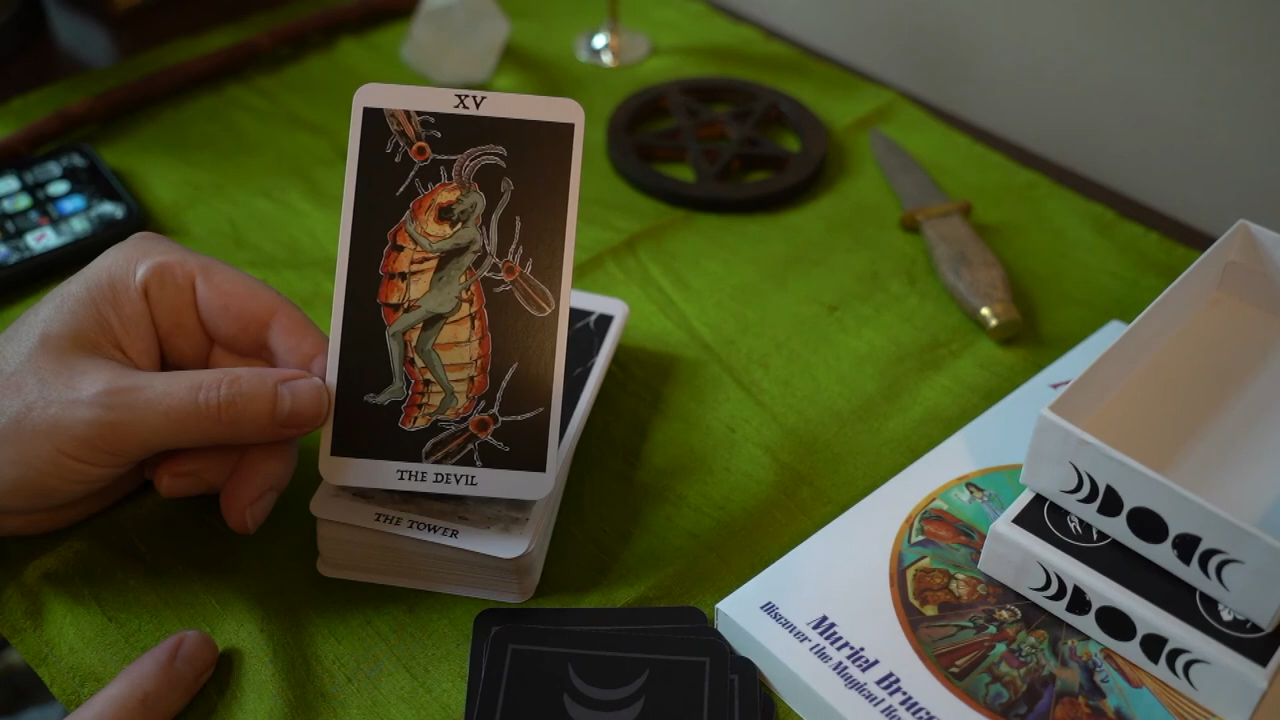 XV
THE DEVIL
THE TOWER
Muriel Bruce
Discover the Magical